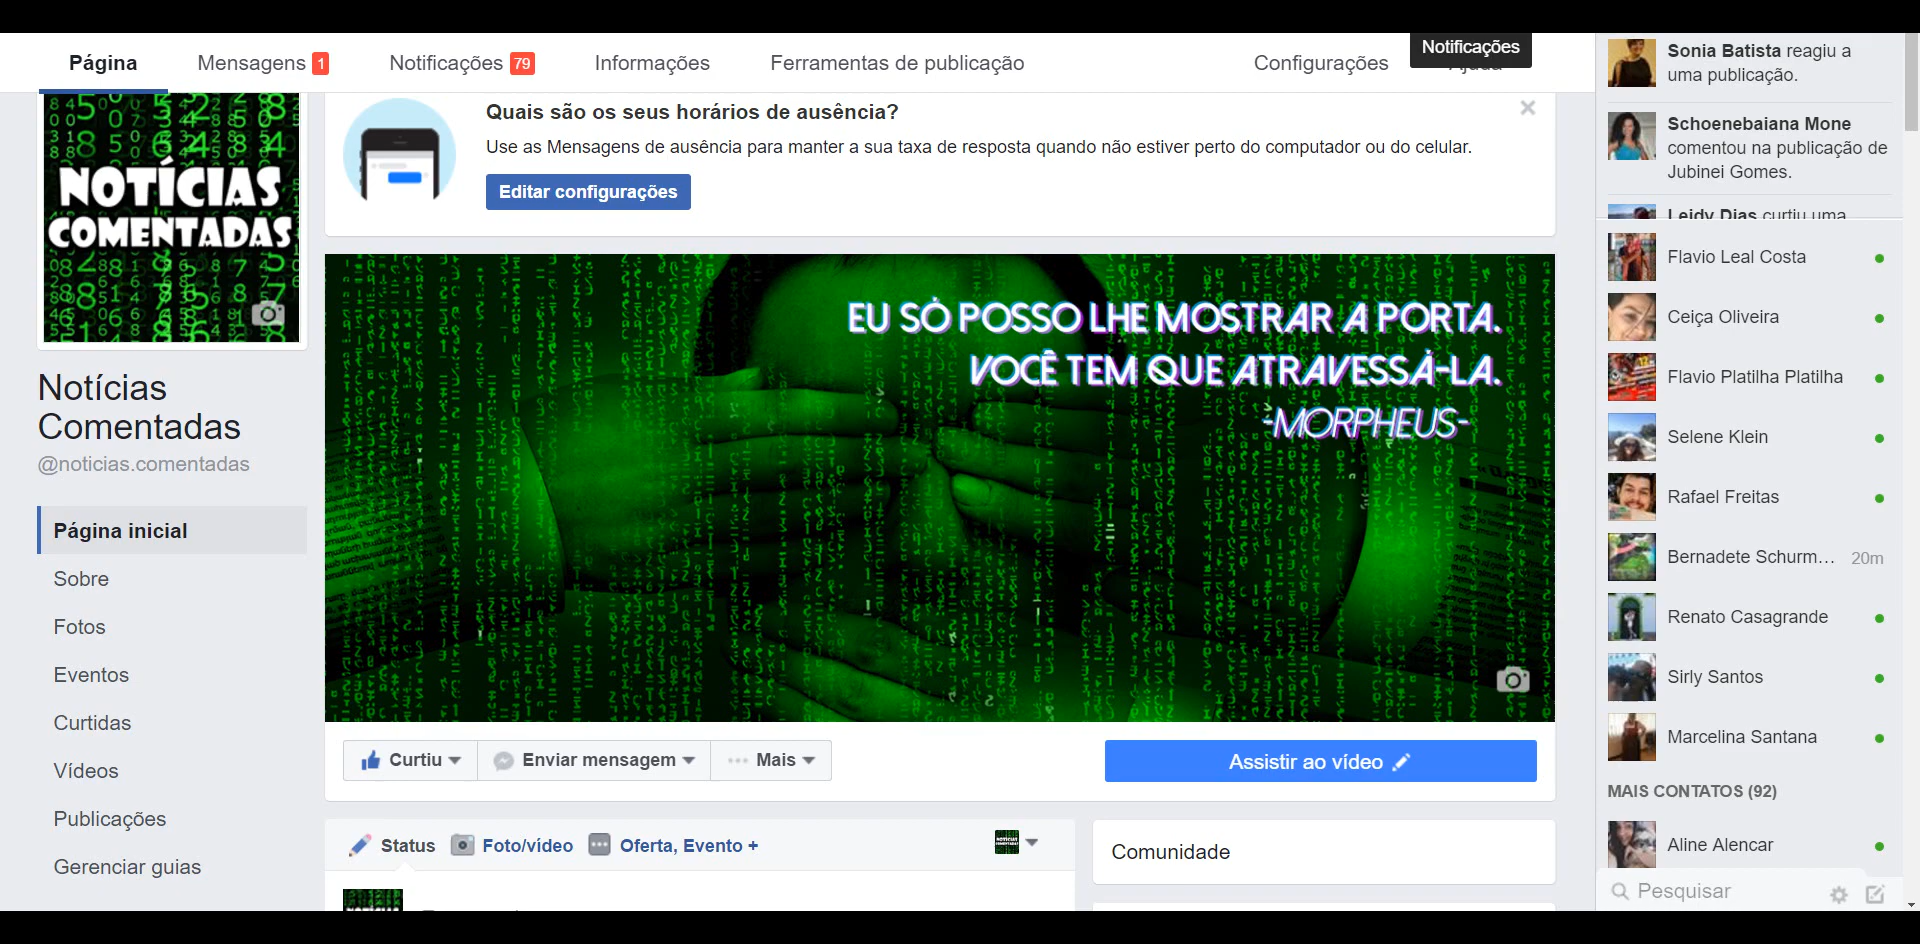 Página
Mensagens 1
Notificações 79
Informações
Ferramentas de publicação
Configurações
Notificações
NOTÍCIAS
COMENTADAS
Notícias
Comentadas
@noticias.comentadas
Página inicial
Sobre
Fotos
Eventos
Curtidas
Vídeos
Publicações
Gerenciar guias
Quais são os seus horários de ausência?
Use as Mensagens de ausência para manter a sua taxa de resposta quando não estiver perto do computador ou do celular.
Editar configurações
EU SÓ POSSO LHE MOSTRAR A PORTA.
VOCÊ TEM QUE ATRAVESSÁ-LA.
-MORPHEUS-
Curtiu
Enviar mensagem
Mais
Assistir ao vídeo
Status
Foto/vídeo
Oferta, Evento +
Comunidade
Sonia Batista reagiu a
uma publicação.
Schoenebaiana Mone
comentou na publicação de
Jubinei Gomes.
Leidy Dias curtiu uma
Flavio Leal Costa
Ceiça Oliveira
Flavio Platilha Platilha
Selene Klein
Rafael Freitas
Bernadete Schurm... 20m
Renato Casagrande
Sirly Santos
Marcelina Santana
MAIS CONTATOS (92)
Aline Alencar
Pesquisar